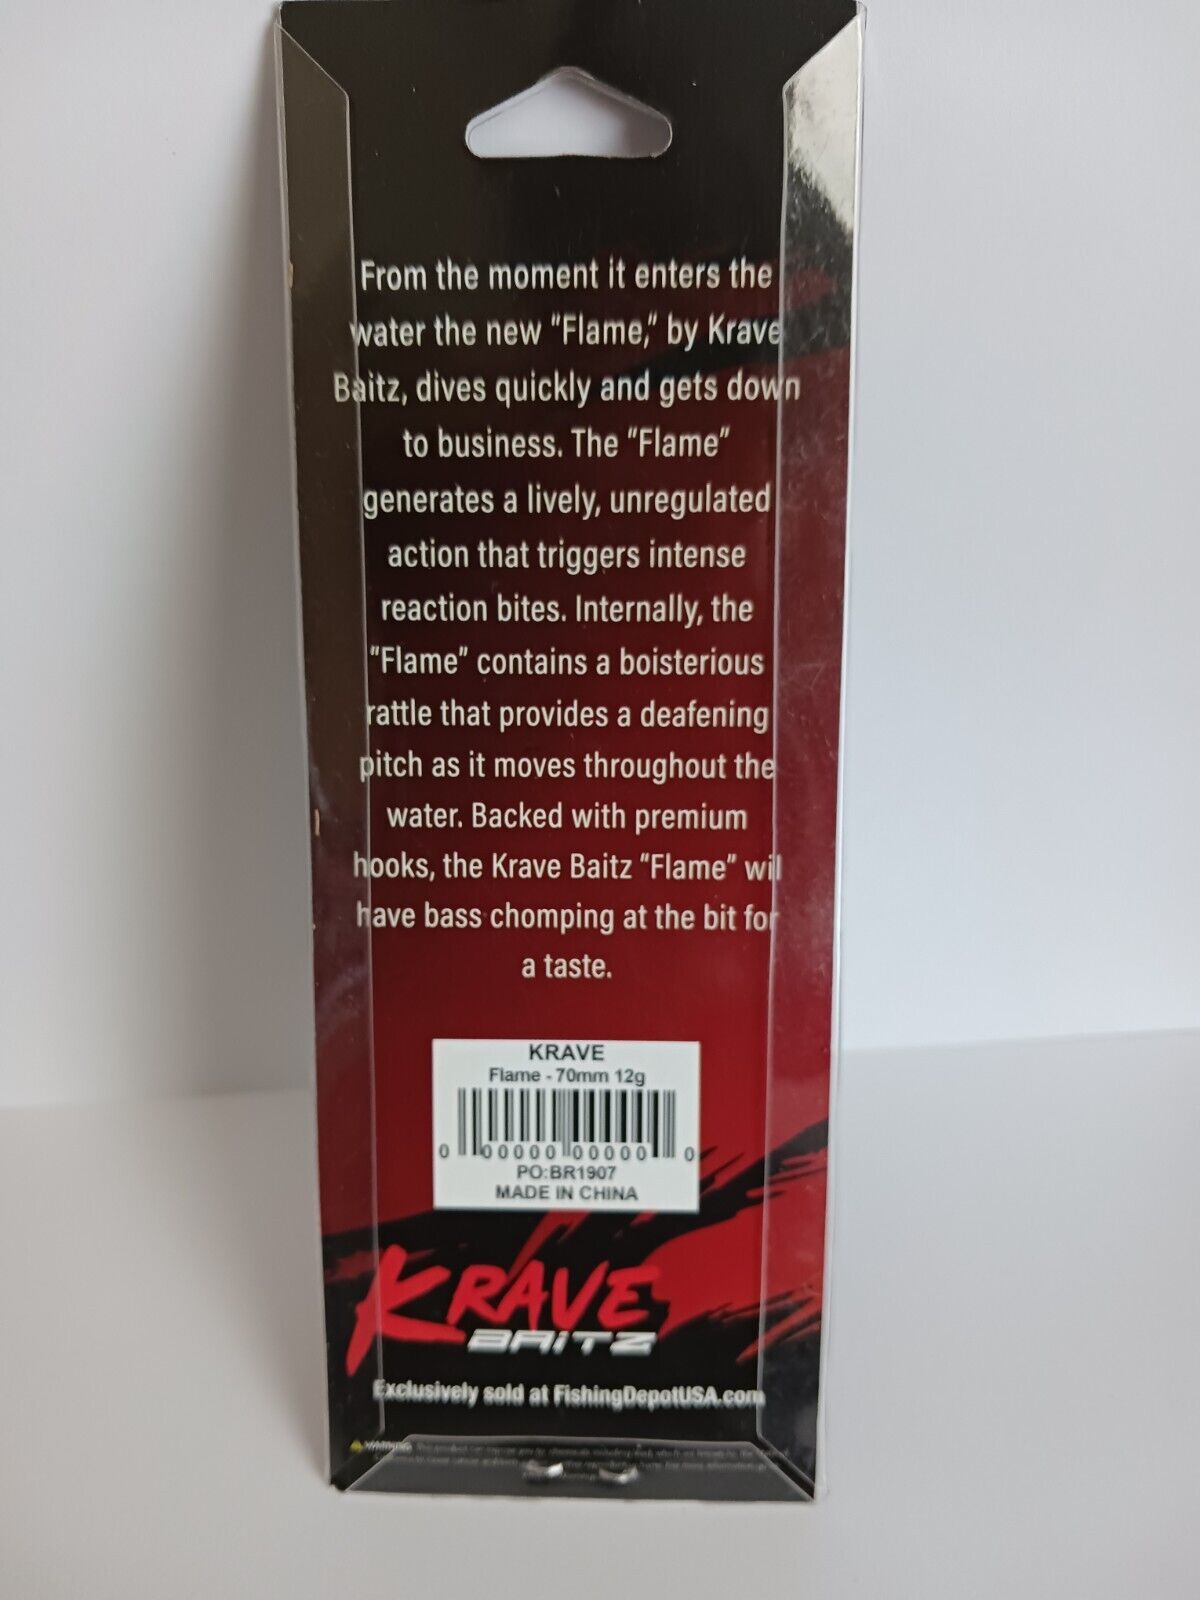 From the moment it enters the
water the new "Flame," by Krave
Baitz, dives quickly and gets down
to business. The "Flame"
generates a lively, unregulated
action that triggers intense
reaction bites. Internally, the
"Flame" contains a boisterious
rattle that provides a deafening
pitch as it moves throughout the
water. Backed with premium
hooks, the Krave Baitz "Flame" will
have bass chomping at the bit for
a taste.
KRAVE
Flame - 70mm 12g
0 00000 00000 0
PO:BR1907
MADE IN CHINA
KRAVE
BAITZ
Exclusively sold at FishingDepotUSA.com
WARNING